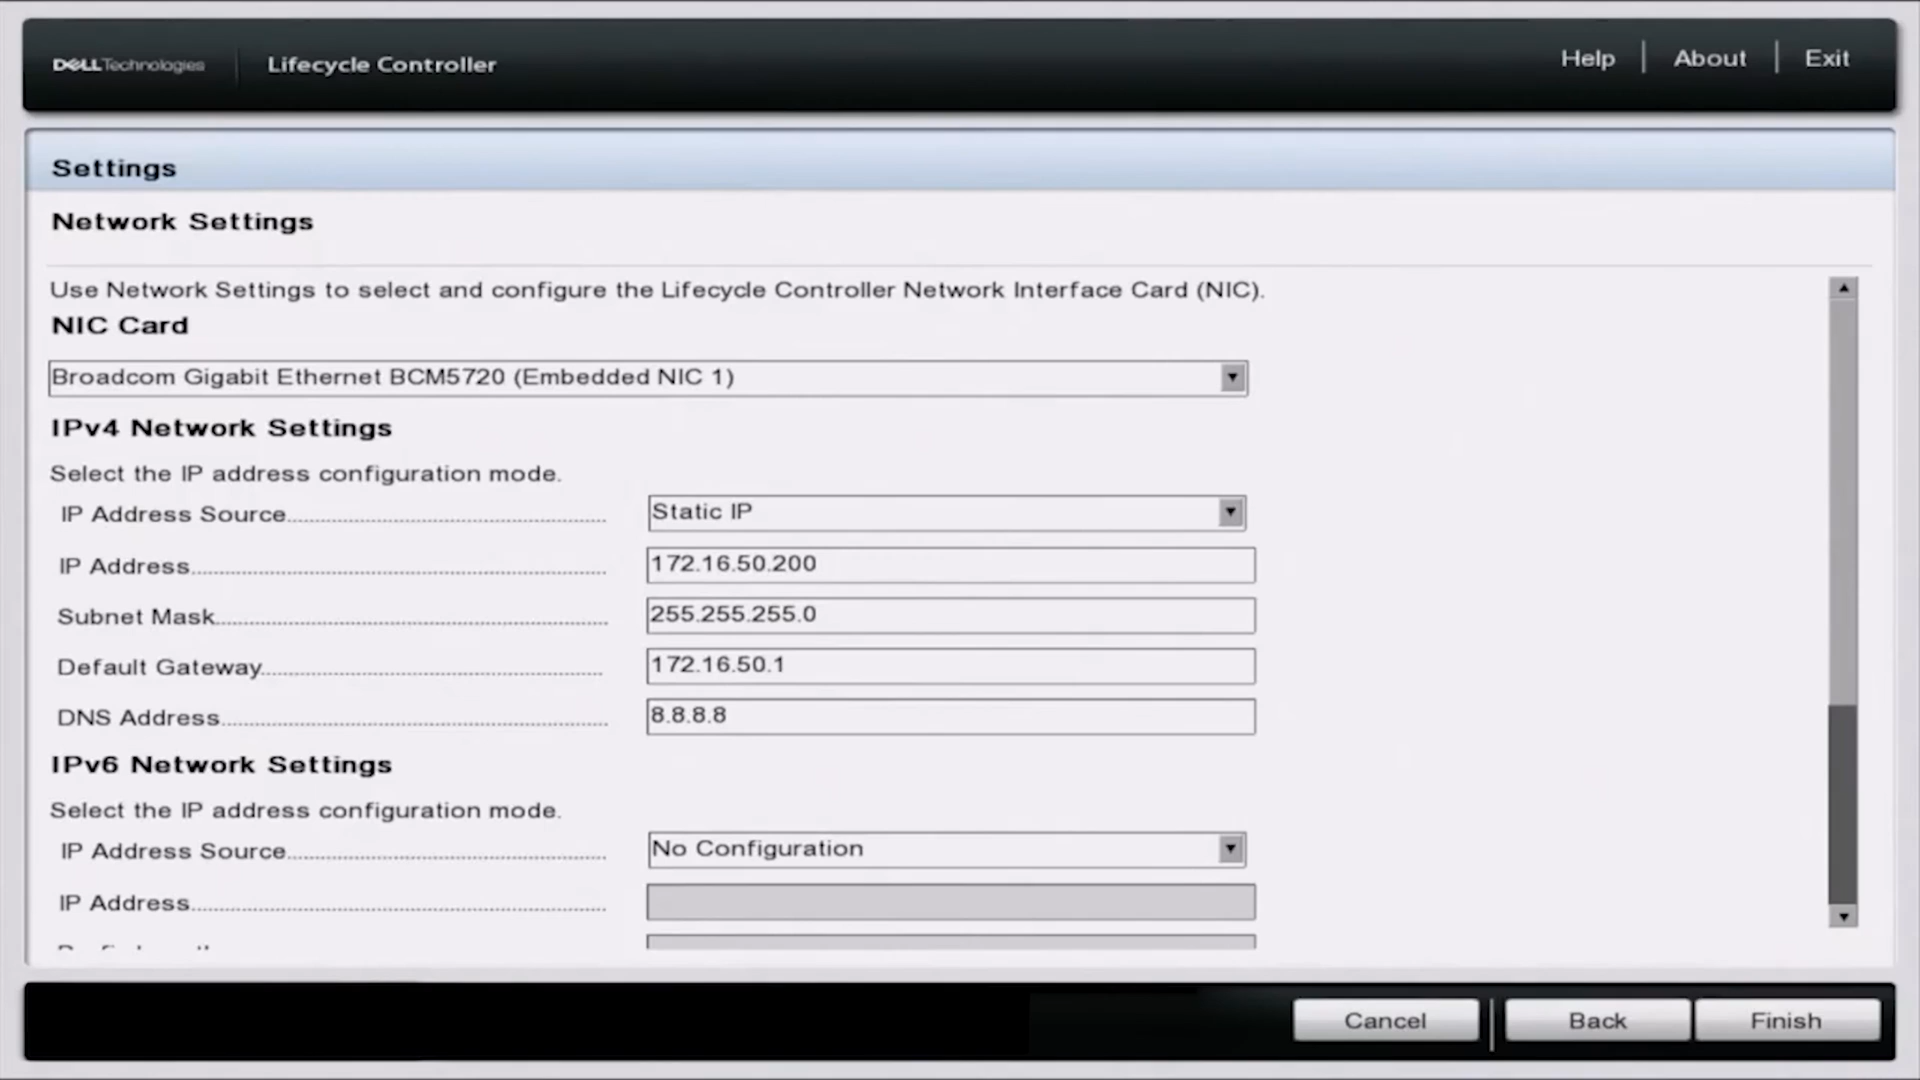 DELLTechnologies
Lifecycle Controller
Help
About
Exit
Settings
Network Settings
Use Network Settings to select and configure the Lifecycle Controller Network Interface Card (NIC).
NIC Card
Broadcom Gigabit Ethernet BCM5720 (Embedded NIC 1)
IPv4 Network Settings
Select the IP address configuration mode.
IP Address Source
Static IP
IP Address
172.16.50.200
Subnet Mask
255.255.255.0
Default Gateway
172.16.50.1
DNS Address
8.8.8.8
IPv6 Network Settings
Select the IP address configuration mode.
IP Address Source
No Configuration
IP Address
Cancel
Back
Finish